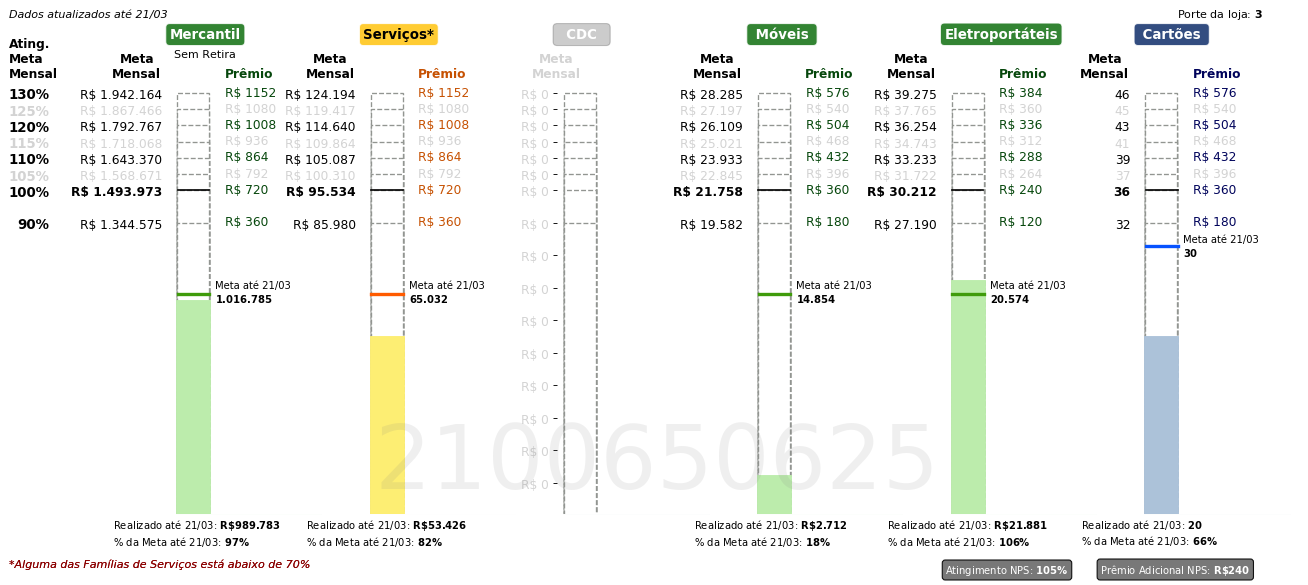 Dados atualizados até 21/03 Porte da loja: 3
Mercantil Serviços* CDC Móveis Eletroportáteis Cartões
Sem Retira
Ating. Meta Mensal Meta Mensal Prêmio Meta Mensal Prêmio Meta Mensal Meta Mensal Prêmio Meta Mensal Prêmio Meta Mensal Prêmio
130% R$ 1.942.164 R$ 1152 R$ 124.194 R$ 1152 R$ 0 R$ 28.285 R$ 576 R$ 39.275 R$ 384 46 R$ 576
125% R$ 1.867.466 R$ 1080 R$ 119.417 R$ 1080 R$ 0 R$ 27.197 R$ 540 R$ 37.765 R$ 360 45 R$ 540
120% R$ 1.792.767 R$ 1008 R$ 114.640 R$ 1008 R$ 0 R$ 26.109 R$ 504 R$ 36.254 R$ 336 43 R$ 504
115% R$ 1.718.068 R$ 936 R$ 109.864 R$ 936 R$ 0 R$ 25.021 R$ 468 R$ 34.743 R$ 312 41 R$ 468
110% R$ 1.643.370 R$ 864 R$ 105.087 R$ 864 R$ 0 R$ 23.933 R$ 432 R$ 33.233 R$ 288 39 R$ 432
105% R$ 1.568.671 R$ 792 R$ 100.310 R$ 792 R$ 0 R$ 22.845 R$ 396 R$ 31.722 R$ 264 37 R$ 396
100% R$ 1.493.973 R$ 720 R$ 95.534 R$ 720 R$ 0 R$ 21.758 R$ 360 R$ 30.212 R$ 240 36 R$ 360
90% R$ 1.344.575 R$ 360 R$ 85.980 R$ 360 R$ 0 R$ 19.582 R$ 180 R$ 27.190 R$ 120 32 R$ 180
Meta até 21/03
30
R$ 0
Meta até 21/03 Meta até 21/03 R$ 0 Meta até 21/03 Meta até 21/03
1.016.785 65.032 14.854 20.574
R$ 0
R$ 0
R$ 0
R$ 0
R$ 0
R$ 0
2100650625
Realizado até 21/03: R$989.783 Realizado até 21/03: R$53.426 Realizado até 21/03: R$2.712 Realizado até 21/03: R$21.881 Realizado até 21/03: 20
% da Meta até 21/03: 97% % da Meta até 21/03: 82% % da Meta até 21/03: 18% % da Meta até 21/03: 106% % da Meta até 21/03: 66%
*Alguma das Famílias de Serviços está abaixo de 70% Atingimento NPS: 105% Prêmio Adicional NPS: R$240